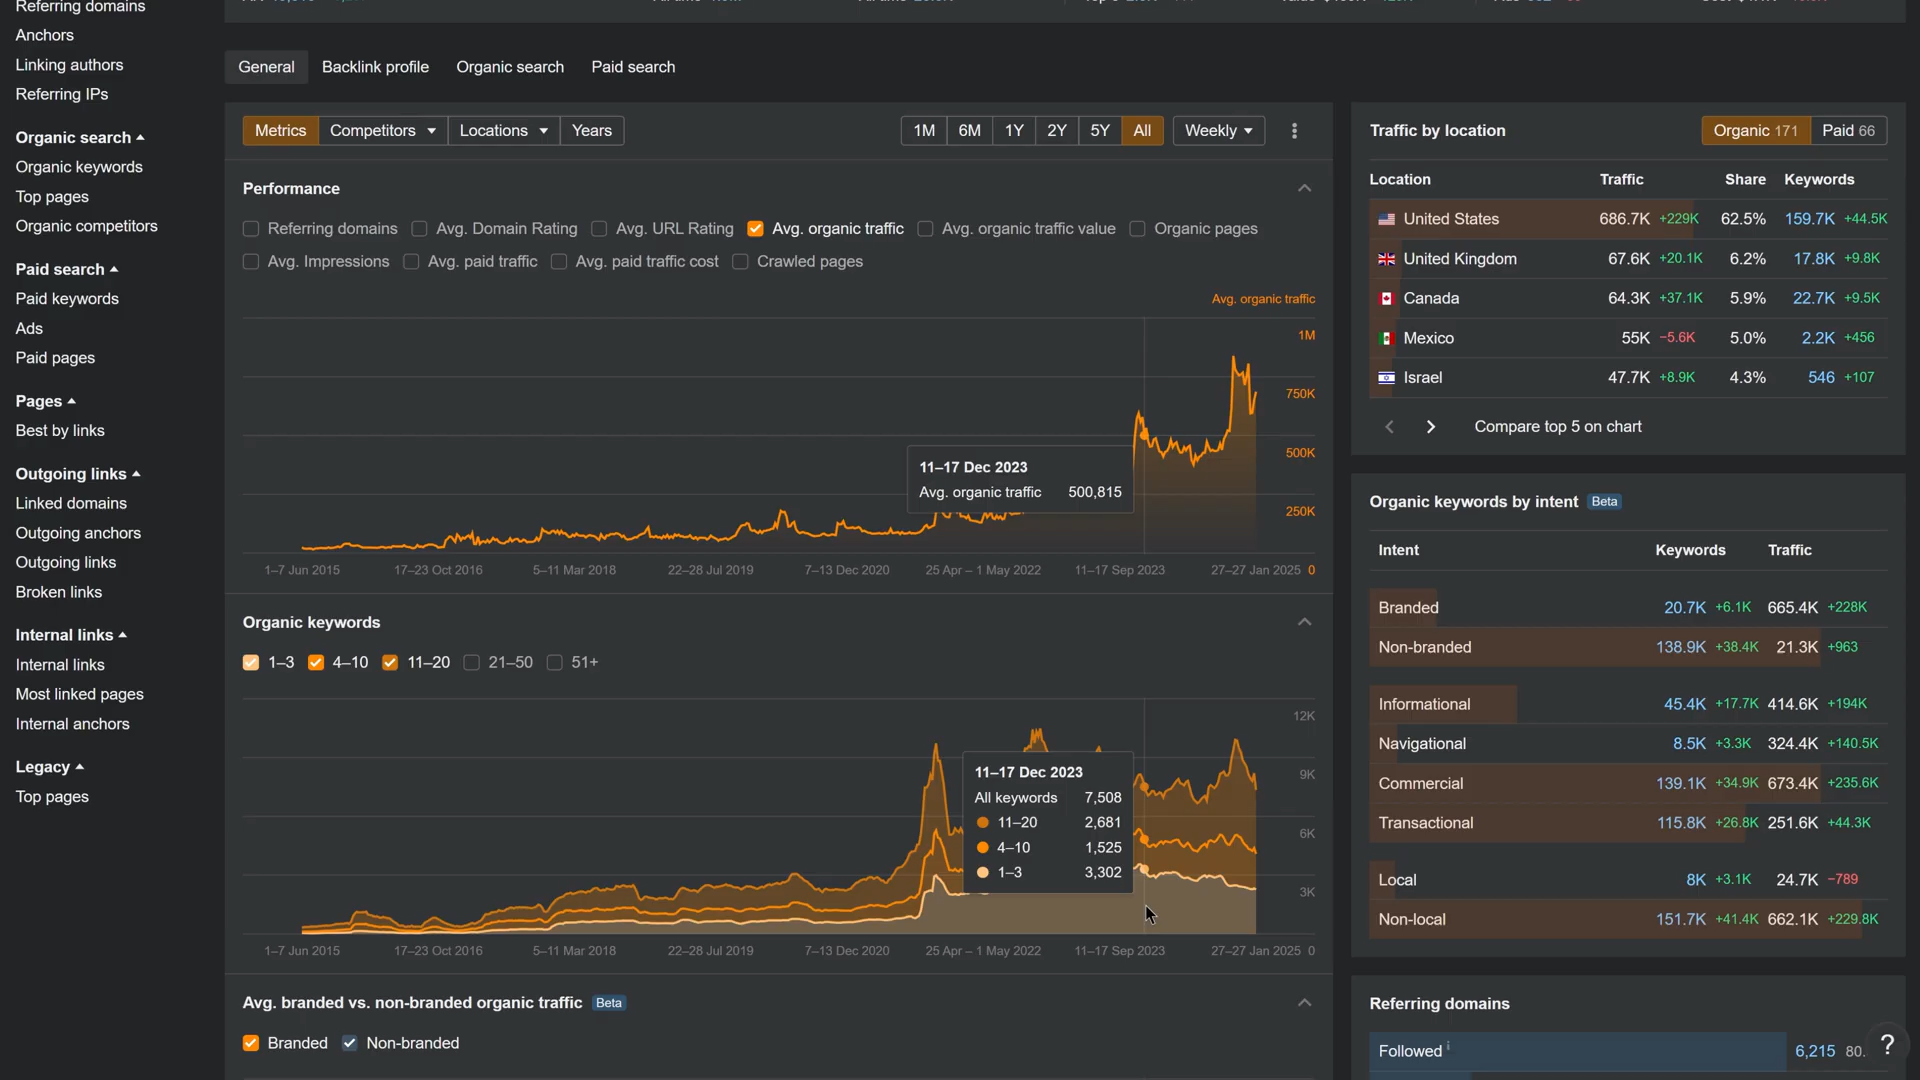 Referring domains
Anchors
Linking authors
Referring IPs
Organic search
Organic keywords
Top pages
Organic competitors
Paid search
Paid keywords
Ads
Paid pages
Pages
Best by links
Outgoing links
Linked domains
Outgoing anchors
Outgoing links
Broken links
Internal links
Internal links
Most linked pages
Internal anchors
Legacy
Top pages
General Backlink profile Organic search Paid search
Metrics Competitors Locations Years 1M 6M 1Y 2Y 5Y All Weekly
Performance
Referring domains Avg. Domain Rating Avg. URL Rating Avg. organic traffic Avg. organic traffic value Organic pages
Avg. Impressions Avg. paid traffic Avg. paid traffic cost Crawled pages
Avg. organic traffic
1M
750K
500K
250K
0
11–17 Dec 2023
Avg. organic traffic 500,815
1–7 Jun 2015 17–23 Oct 2016 5–11 Mar 2018 22–28 Jul 2019 7–13 Dec 2020 25 Apr – 1 May 2022 11–17 Sep 2023 27–27 Jan 2025
Organic keywords
1–3 4–10 11–20 21–50 51+
12K
9K
6K
3K
0
11–17 Dec 2023
All keywords 7,508
11–20 2,681
4–10 1,525
1–3 3,302
1–7 Jun 2015 17–23 Oct 2016 5–11 Mar 2018 22–28 Jul 2019 7–13 Dec 2020 25 Apr – 1 May 2022 11–17 Sep 2023 27–27 Jan 2025
Avg. branded vs. non-branded organic traffic Beta
Branded Non-branded
Traffic by location Organic 171 Paid 66
Location Traffic Share Keywords
United States 686.7K +229K 62.5% 159.7K +44.5K
United Kingdom 67.6K +20.1K 6.2% 17.8K +9.8K
Canada 64.3K +37.1K 5.9% 22.7K +9.5K
Mexico 55K −5.6K 5.0% 2.2K +456
Israel 47.7K +8.9K 4.3% 546 +107
Compare top 5 on chart
Organic keywords by intent Beta
Intent Keywords Traffic
Branded 20.7K +6.1K 665.4K +228K
Non-branded 138.9K +38.4K 21.3K +963
Informational 45.4K +17.7K 414.6K +194K
Navigational 8.5K +3.3K 324.4K +140.5K
Commercial 139.1K +34.9K 673.4K +235.6K
Transactional 115.8K +26.8K 251.6K +44.3K
Local 8K +3.1K 24.7K −789
Non-local 151.7K +41.4K 662.1K +229.8K
Referring domains
Followed i 6,215 80.
?